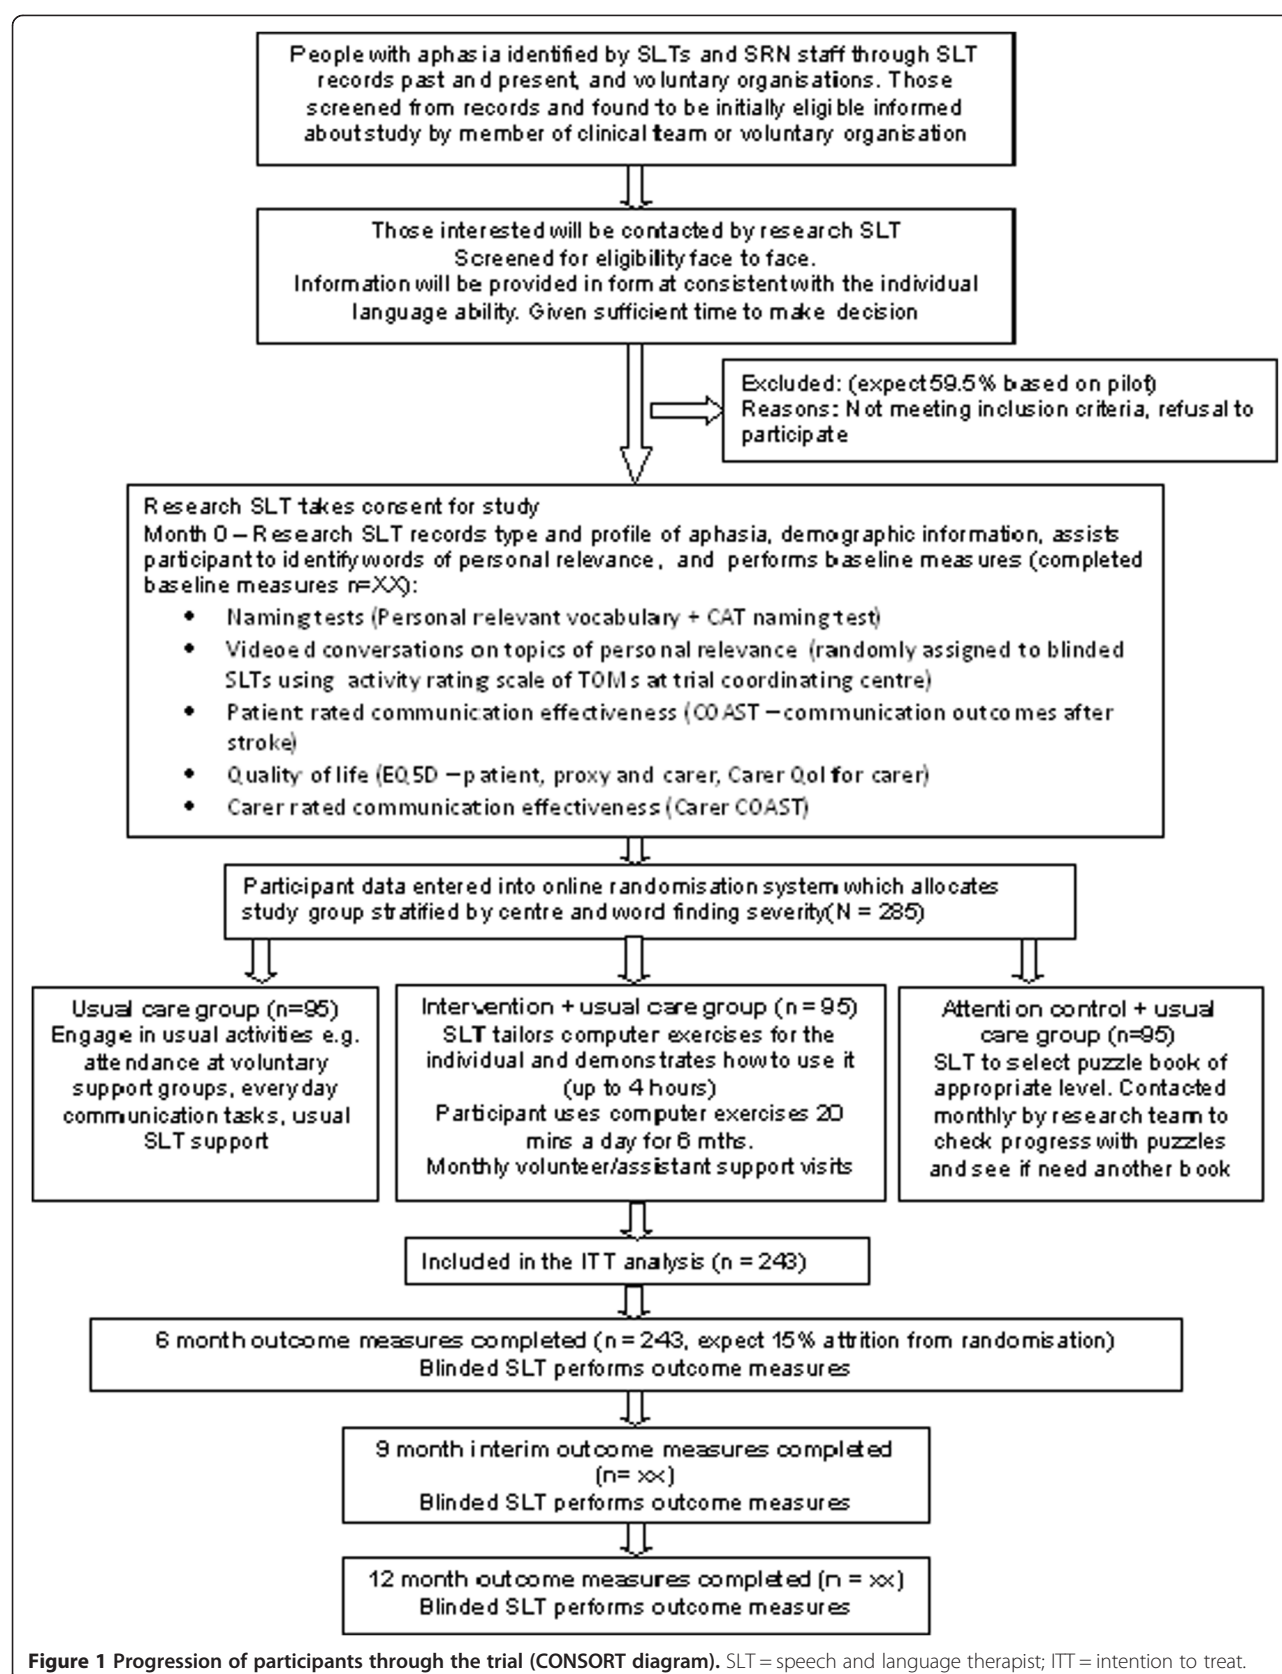 People with aphasia identified by SLTs and SRN staff through SLT
records past and present, and voluntary organisations. Those
screened from records and found to be initially eligible informed
about study by member of clinical team or voluntary organisation
Those interested will be contacted by research SLT
Screened for eligibility face to face.
Information will be provided in format consistent with the individual
language ability. Given sufficient time to make decision
Excluded: (expect 59.5% based on pilot)
Reasons: Not meeting inclusion criteria, refusal to
participate
Research SLT takes consent for study
Month 0 – Research SLT records type and profile of aphasia, demographic information, assists
participant to identify words of personal relevance, and performs baseline measures (completed
baseline measures n=XX):
• Naming tests (Personal relevant vocabulary + CAT naming test)
• Videoed conversations on topics of personal relevance (randomly assigned to blinded
SLTs using activity rating scale of TOMs at trial coordinating centre)
• Patient rated communication effectiveness (COAST – communication outcomes after
stroke)
• Quality of life (EQ5D – patient, proxy and carer, Carer Qol for carer)
• Carer rated communication effectiveness (Carer COAST)
Participant data entered into online randomisation system which allocates
study group stratified by centre and word finding severity(N = 285)
Usual care group (n=95)
Engage in usual activities e.g.
attendance at voluntary
support groups, everyday
communication tasks, usual
SLT support
Intervention + usual care group (n = 95)
SLT tailors computer exercises for the
individual and demonstrates how to use it
(up to 4 hours)
Participant uses computer exercises 20
mins a day for 6 mths.
Monthly volunteer/assistant support visits
Attention control + usual
care group (n=95)
SLT to select puzzle book of
appropriate level. Contacted
monthly by research team to
check progress with puzzles
and see if need another book
Included in the ITT analysis (n = 243)
6 month outcome measures completed (n = 243, expect 15% attrition from randomisation)
Blinded SLT performs outcome measures
9 month interim outcome measures completed
(n= xx)
Blinded SLT performs outcome measures
12 month outcome measures completed (n = xx)
Blinded SLT performs outcome measures
Figure 1 Progression of participants through the trial (CONSORT diagram). SLT = speech and language therapist; ITT = intention to treat.